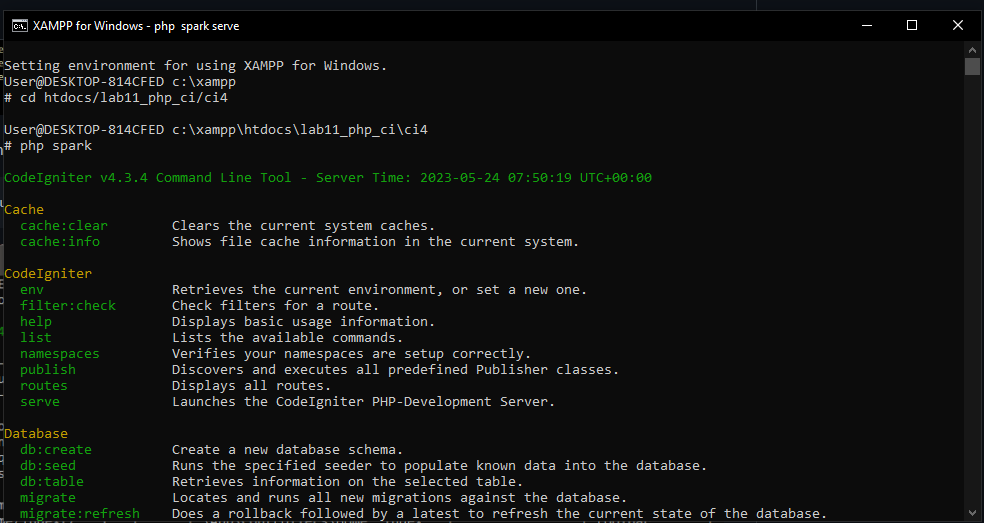 XAMPP for Windows - php  spark serve
Setting environment for using XAMPP for Windows.
User@DESKTOP-814CFED c:\xampp
# cd htdocs/lab11_php_ci/ci4
User@DESKTOP-814CFED c:\xampp\htdocs\lab11_php_ci\ci4
# php spark
CodeIgniter v4.3.4 Command Line Tool - Server Time: 2023-05-24 07:50:19 UTC+00:00
Cache
cache:clear        Clears the current system caches.
cache:info         Shows file cache information in the current system.
CodeIgniter
env                Retrieves the current environment, or set a new one.
filter:check       Check filters for a route.
help               Displays basic usage information.
list               Lists the available commands.
namespaces         Verifies your namespaces are setup correctly.
publish            Discovers and executes all predefined Publisher classes.
routes             Displays all routes.
serve              Launches the CodeIgniter PHP-Development Server.
Database
db:create          Create a new database schema.
db:seed            Runs the specified seeder to populate known data into the database.
db:table           Retrieves information on the selected table.
migrate            Locates and runs all new migrations against the database.
migrate:refresh    Does a rollback followed by a latest to refresh the current state of the database.